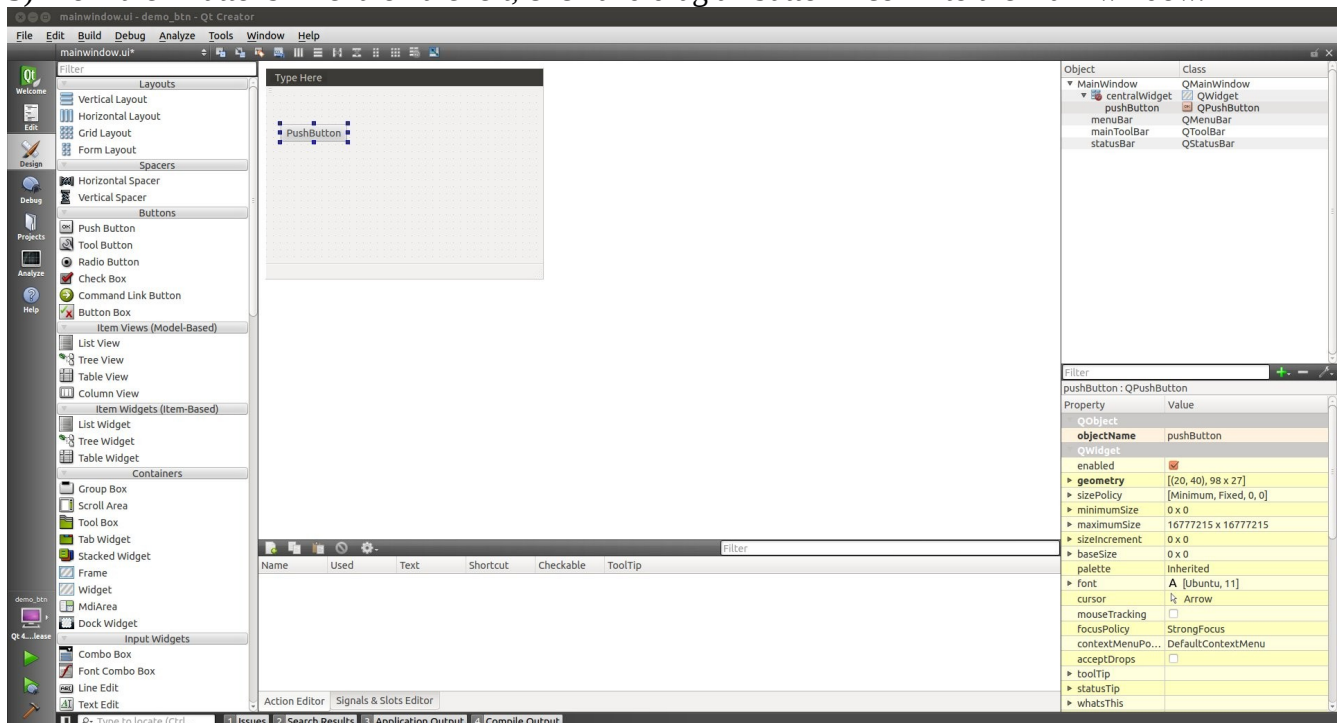 mainwindow.ui - demo_btn - Qt Creator
File Edit Build Debug Analyze Tools Window Help
mainwindow.ui*
Qt
Welcome
Edit
Design
Debug
Projects
Analyze
Help
demo_btn
Qt 4....lease
Filter
Layouts
Vertical Layout
Horizontal Layout
Grid Layout
Form Layout
Spacers
Horizontal Spacer
Vertical Spacer
Buttons
Push Button
Tool Button
Radio Button
Check Box
Command Link Button
Button Box
Item Views (Model-Based)
List View
Tree View
Table View
Column View
Item Widgets (Item-Based)
List Widget
Tree Widget
Table Widget
Containers
Group Box
Scroll Area
Tool Box
Tab Widget
Stacked Widget
Frame
Widget
MdiArea
Dock Widget
Input Widgets
Combo Box
Font Combo Box
Line Edit
Text Edit
Type Here
PushButton
Filter
Name Used Text Shortcut Checkable ToolTip
Action Editor Signals & Slots Editor
Object Class
MainWindow QMainWindow
centralWidget QWidget
pushButton QPushButton
menuBar QMenuBar
mainToolBar QToolBar
statusBar QStatusBar
Filter
pushButton : QPushButton
Property Value
QObject
objectName pushButton
QWidget
enabled
geometry [(20, 40), 98 x 27]
sizePolicy [Minimum, Fixed, 0, 0]
minimumSize 0 x 0
maximumSize 16777215 x 16777215
sizeIncrement 0 x 0
baseSize 0 x 0
palette Inherited
font A [Ubuntu, 11]
cursor Arrow
mouseTracking
focusPolicy StrongFocus
contextMenuPo... DefaultContextMenu
acceptDrops
toolTip
statusTip
whatsThis
Type to locate (Ctrl 1 Issues 2 Search Results 3 Application Output 4 Compile Output